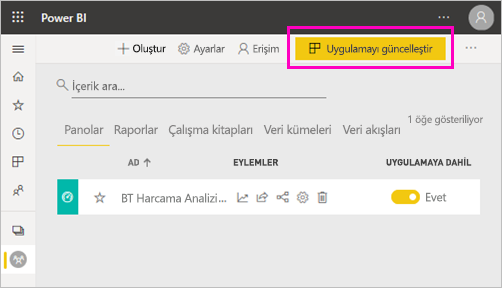 Power BI
Oluştur Ayarlar Erişim Uygulamayı güncelleştir
İçerik ara...
Panolar Raporlar Çalışma kitapları Veri kümeleri Veri akışları 1 öğe gösteriliyor
AD EYLEMLER UYGULAMAYA DAHİL
BT Harcama Analizi... Evet